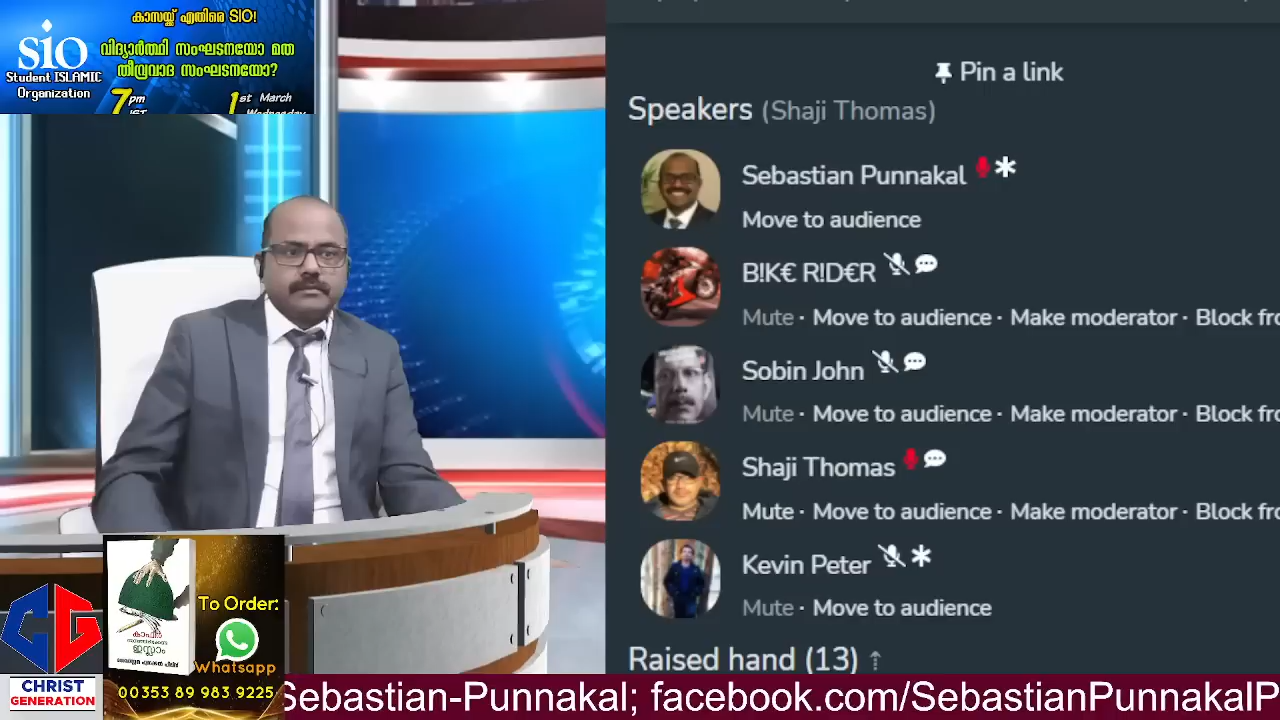 കാസയ്ക്ക് എതിരെ SIO!
sio
വിദ്യാർത്ഥി സംഘടനയോ മത
തീവ്രവാദ സംഘടനയോ?
Student ISLAMIC
Organization
7pm
IST
1st March
Wednesday
Pin a link
Speakers (Shaji Thomas)
Sebastian Punnakal
Move to audience
B!K€ R!D€R
Mute · Move to audience · Make moderator · Block fro
Sobin John
Mute · Move to audience · Make moderator · Block fro
Shaji Thomas
Mute · Move to audience · Make moderator · Block fro
Kevin Peter
Mute · Move to audience
Raised hand (13)
കാഫിർ
ഇസ്ലാം
To Order:
Whatsapp
00353 89 983 9225
CG
CHRIST
GENERATION
Sebastian-Punnakal; facebook.com/SebastianPunnakalP